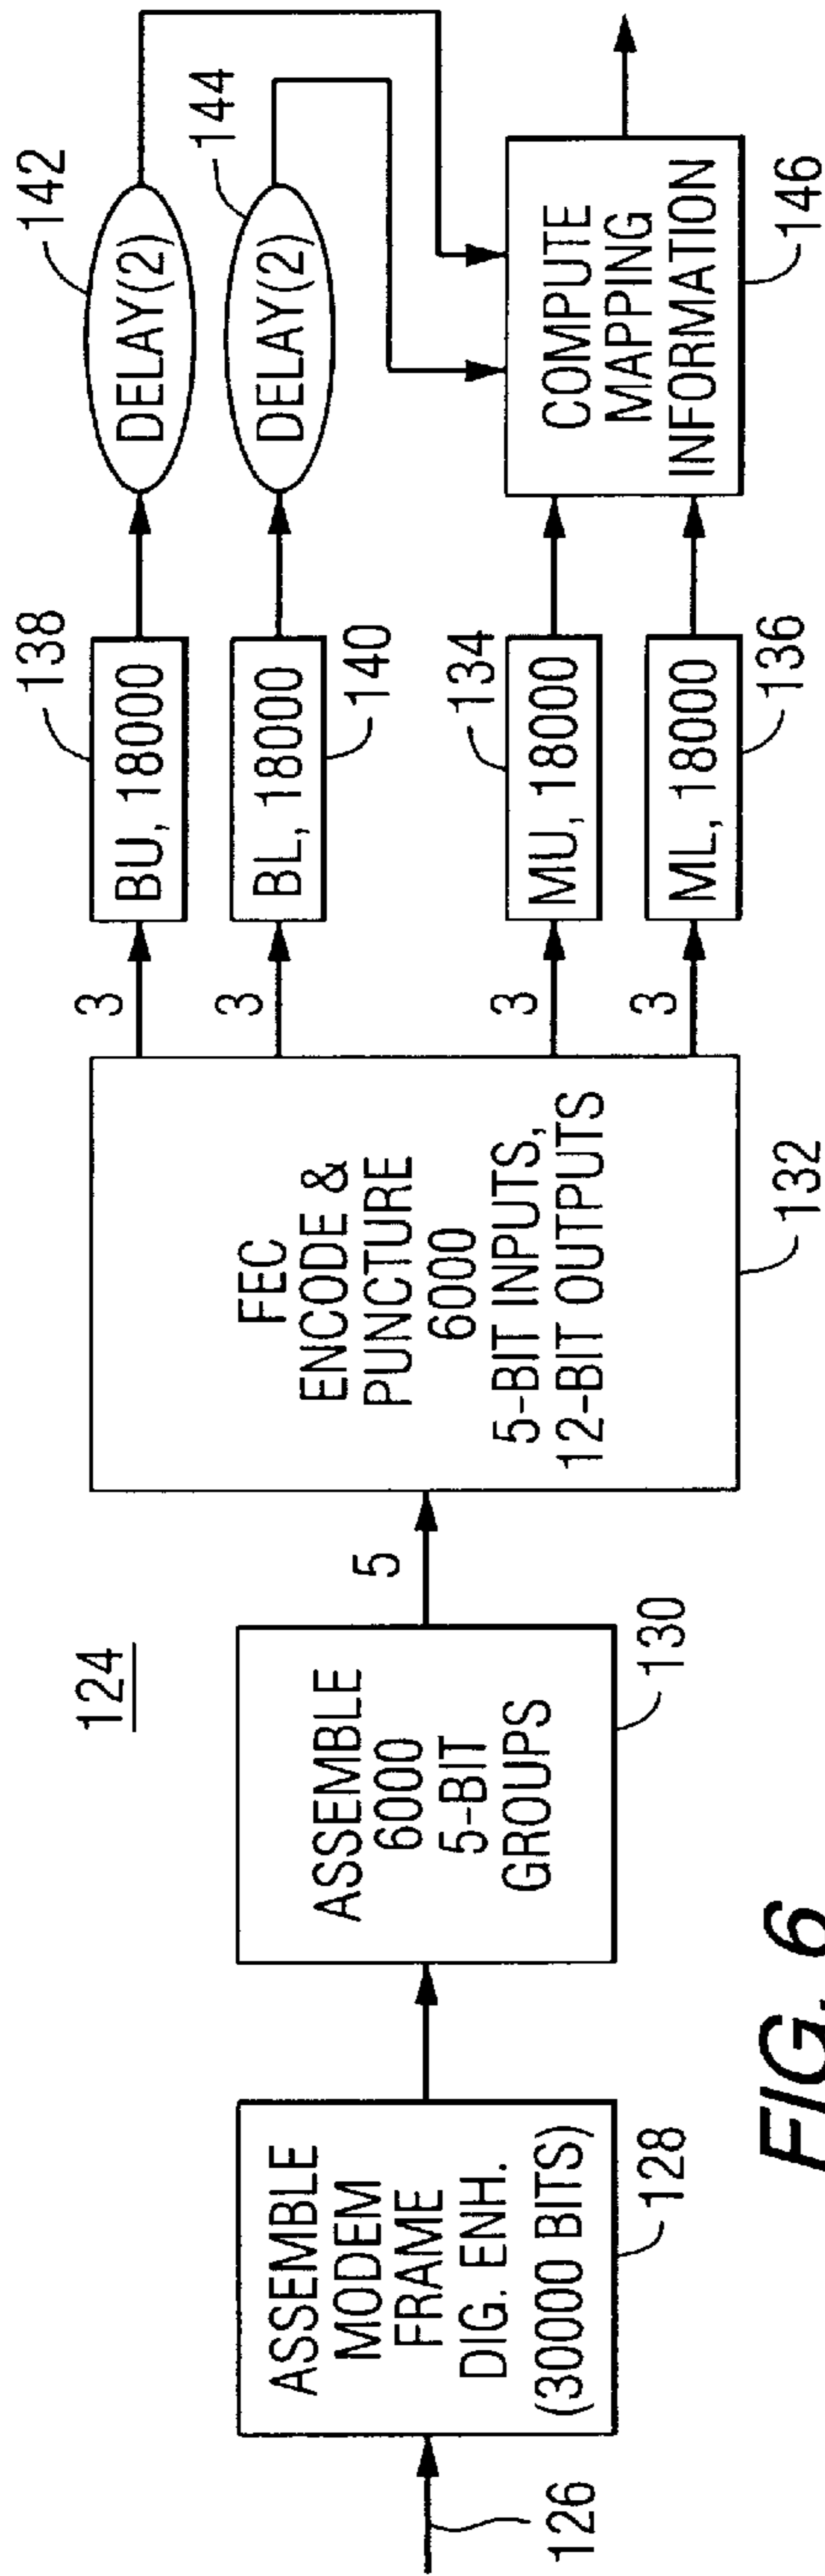 124
126
ASSEMBLE
MODEM
FRAME
DIG. ENH.
(30000 BITS)
128
ASSEMBLE
6000
5-BIT
GROUPS
130
5
FEC
ENCODE &
PUNCTURE
6000
5-BIT INPUTS,
12-BIT OUTPUTS
132
3
BU, 18000
138
DELAY(2)
142
3
BL, 18000
140
DELAY(2)
144
3
MU, 18000
134
3
ML, 18000
136
COMPUTE
MAPPING
INFORMATION
146
FIG. 6